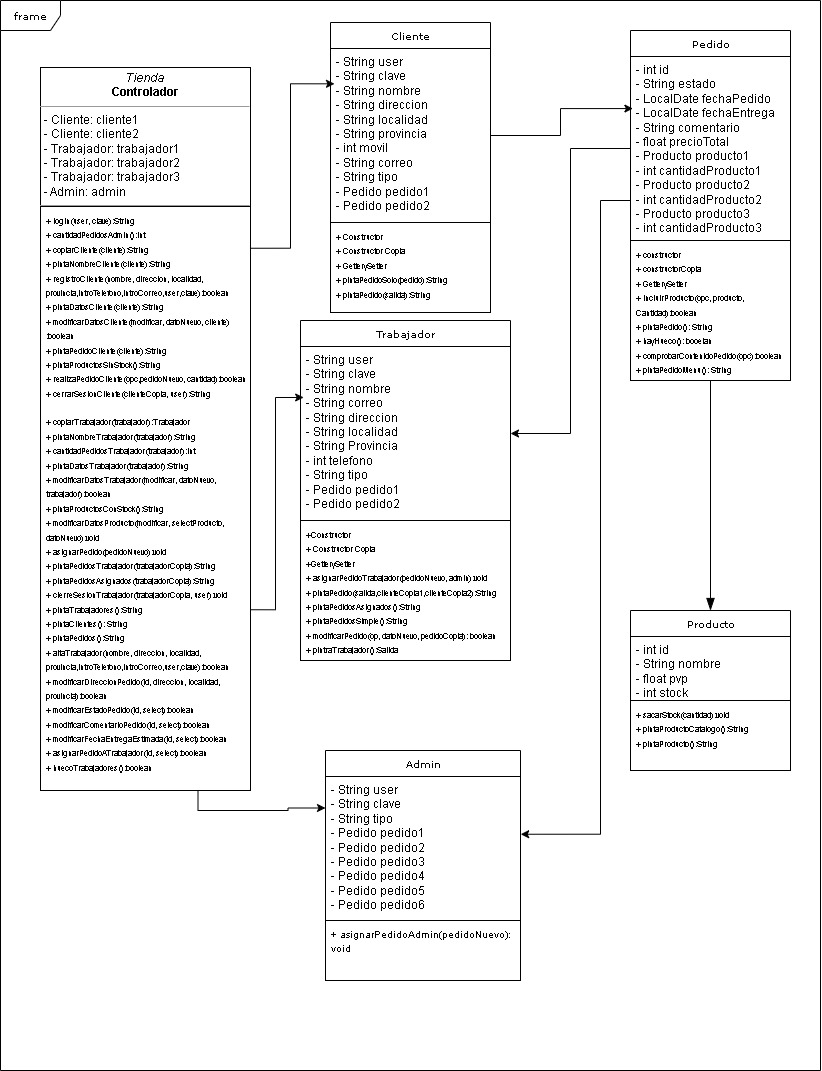 frame
Tienda
Controlador
- Cliente: cliente1
- Cliente: cliente2
- Trabajador: trabajador1
- Trabajador: trabajador2
- Trabajador: trabajador3
- Admin: admin
+ login(user, clave):String
+ cantidadPedidosAdmin():int
+ copiarCliente(cliente):String
+ pintaNombreCliente(cliente):String
+ registroCliente(nombre, direccion, localidad,
provincia,introTelefono,introCorreo,user,clave):boolean
+ pintaDatosCliente(cliente):String
+ modificarDatosCliente(modificar, datoNuevo, cliente)
:boolean
+ pintaPedidoCliente(cliente):String
+ pintaProductosSinStock():String
+ realizaPedidoCliente(opc,pedidoNuevo, cantidad):boolean
+ cerrarSesionCliente(clienteCopia, user):String
+ copiarTrabajador(trabajador):Trabajador
+ pintaNombreTrabajador(trabajador):String
+ cantidadPedidosTrabajador(trabajador):int
+ pintaDatosTrabajador(trabajador):String
+ modificarDatosTrabajador(modificar, datoNuevo,
trabajador):boolean
+ pintaProductosConStock():String
+ modificarDatosProducto(modificar, selectProducto,
datoNuevo):void
+ asignarPedido(pedidoNuevo):void
+ pintaPedidosTrabajador(trabajadorCopia):String
+ pintaPedidosAsignados(trabajadorCopia):String
+ cierreSesionTrabajador(trabajadorCopia, user):void
+ pintaTrabajadores():String
+ pintaClientes(): String
+ pintaPedidos():String
+ altaTrabajador(nombre, direccion, localidad,
provincia,introTelefono,introCorreo,user,clave):boolean
+ modificarDireccionPedido(id, direccion, localidad,
provincia):boolean
+ modificarEstadoPedido(id, select):boolean
+ modificarComentarioPedido(id, select):boolean
+ modificarFechaEntregaEstimada(id, select):boolean
+ asignarPedidoATrabajador(id, select):boolean
+ huecoTrabajadores():boolean
Cliente
- String user
- String clave
- String nombre
- String direccion
- String localidad
- String provincia
- int movil
- String correo
- String tipo
- Pedido pedido1
- Pedido pedido2
+ Constructor
+ Constructor Copia
+ GetterySetter
+ pintaPedidoSolo(pedido):String
+ pintaPedido(salida):String
Trabajador
- String user
- String clave
- String nombre
- String correo
- String direccion
- String localidad
- String Provincia
- int telefono
- String tipo
- Pedido pedido1
- Pedido pedido2
+Constructor
+ Constructor Copia
+GetterySetter
+ asignarPedidoTrabajador(pedidoNuevo, admin):void
+ pintaPedido(salida,clienteCopia1,clienteCopia2):String
+ pintaPedidosAsignados():String
+ pintaPedidosSimple():String
+ modificarPedido(op, datoNuevo, pedidoCopia): boolean
+ pintraTrabajador():Salida
Admin
- String user
- String clave
- String tipo
- Pedido pedido1
- Pedido pedido2
- Pedido pedido3
- Pedido pedido4
- Pedido pedido5
- Pedido pedido6
+ asignarPedidoAdmin(pedidoNuevo):
void
Pedido
- int id
- String estado
- LocalDate fechaPedido
- LocalDate fechaEntrega
- String comentario
- float precioTotal
- Producto producto1
- int cantidadProducto1
- Producto producto2
- int cantidadProducto2
- Producto producto3
- int cantidadProducto3
+ constructor
+ constructorCopia
+ GetterySetter
+ incluirProducto(opc, producto,
Cantidad):boolean
+ pintaPedido(): String
+ hayHueco(): boolelan
+ comprobarContenidoPedido(opc):boolean
+ pintaPedidoMenu(): String
Producto
- int id
- String nombre
- float pvp
- int stock
+ sacarStock(cantidad):void
+ pintaProductoCatalogo():String
+ pintaProducto():String